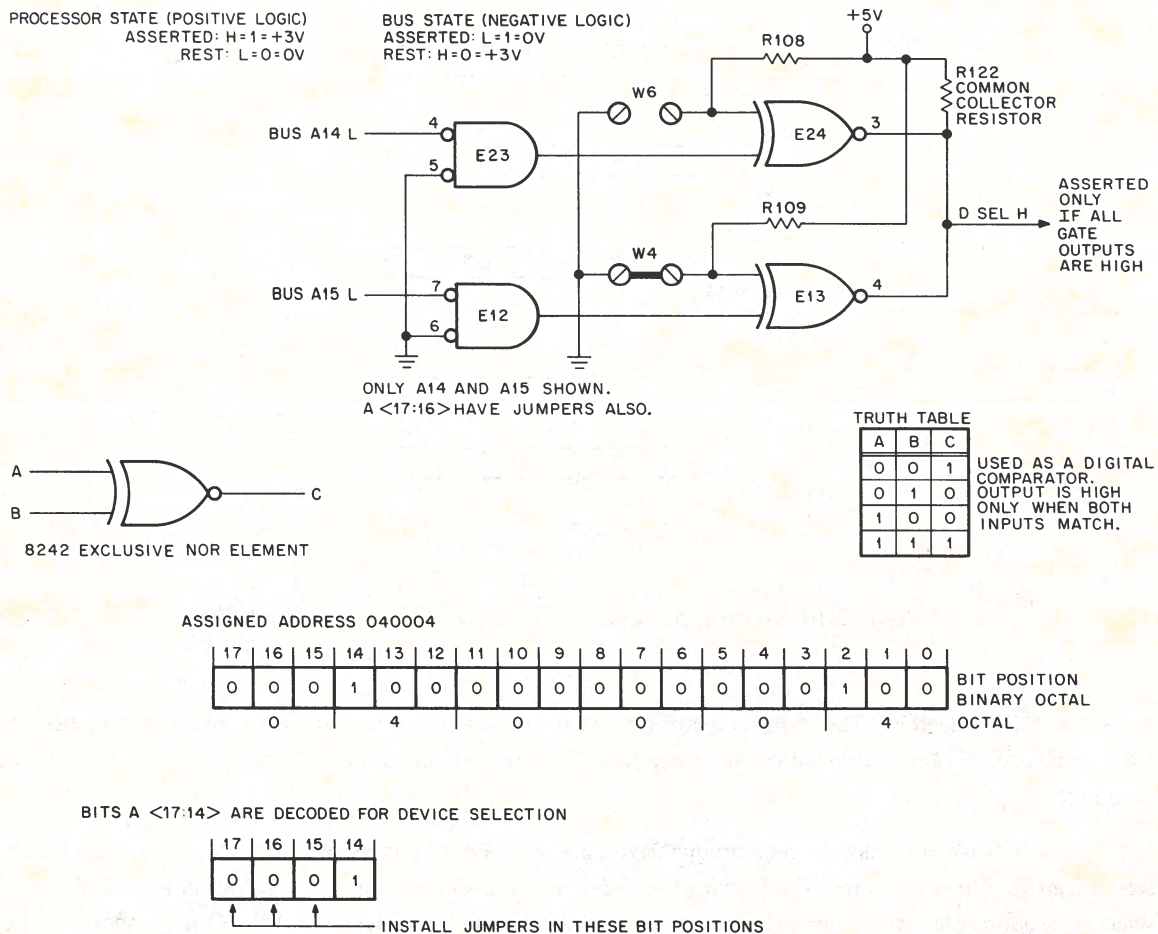 PROCESSOR STATE (POSITIVE LOGIC)
ASSERTED: H=1=+3V
REST: L=0=0V
BUS STATE (NEGATIVE LOGIC)
ASSERTED: L=1=0V
REST: H=0=+3V
+5V
R108
R122
COMMON
COLLECTOR
RESISTOR
W6
BUS A14 L
4
5
E23
E24
3
R109
D SEL H
ASSERTED
ONLY
IF ALL
GATE
OUTPUTS
ARE HIGH
W4
BUS A15 L
7
6
E12
E13
4
ONLY A14 AND A15 SHOWN.
A <17:16> HAVE JUMPERS ALSO.
TRUTH TABLE
A B C
0 0 1
0 1 0
1 0 0
1 1 1
USED AS A DIGITAL
COMPARATOR.
OUTPUT IS HIGH
ONLY WHEN BOTH
INPUTS MATCH.
A
B
C
8242 EXCLUSIVE NOR ELEMENT
ASSIGNED ADDRESS 040004
17 16 15 14 13 12 11 10 9 8 7 6 5 4 3 2 1 0 BIT POSITION
0 0 0 1 0 0 0 0 0 0 0 0 0 0 0 1 0 0 BINARY OCTAL
0 4 0 0 0 4 OCTAL
BITS A <17:14> ARE DECODED FOR DEVICE SELECTION
17 16 15 14
0 0 0 1
INSTALL JUMPERS IN THESE BIT POSITIONS